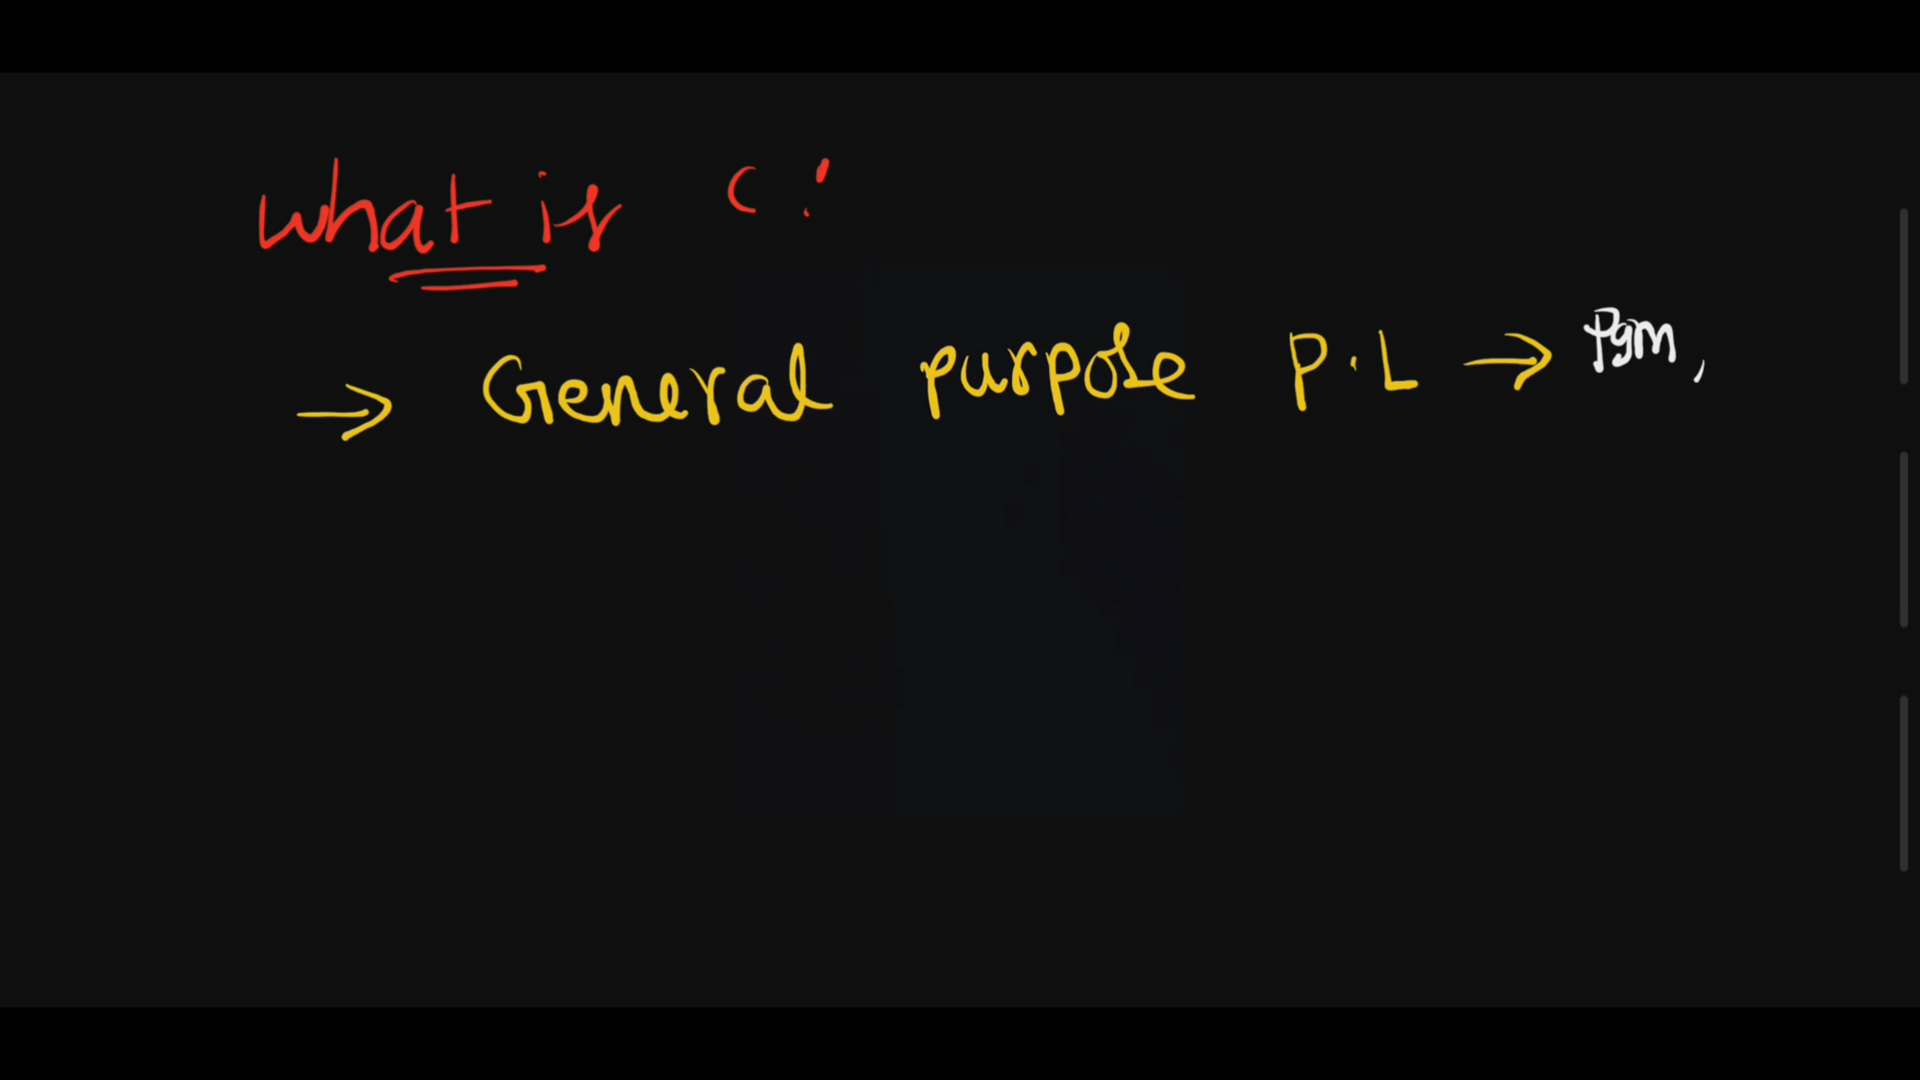 What is C !
→ General purpose P.L → Pgm,